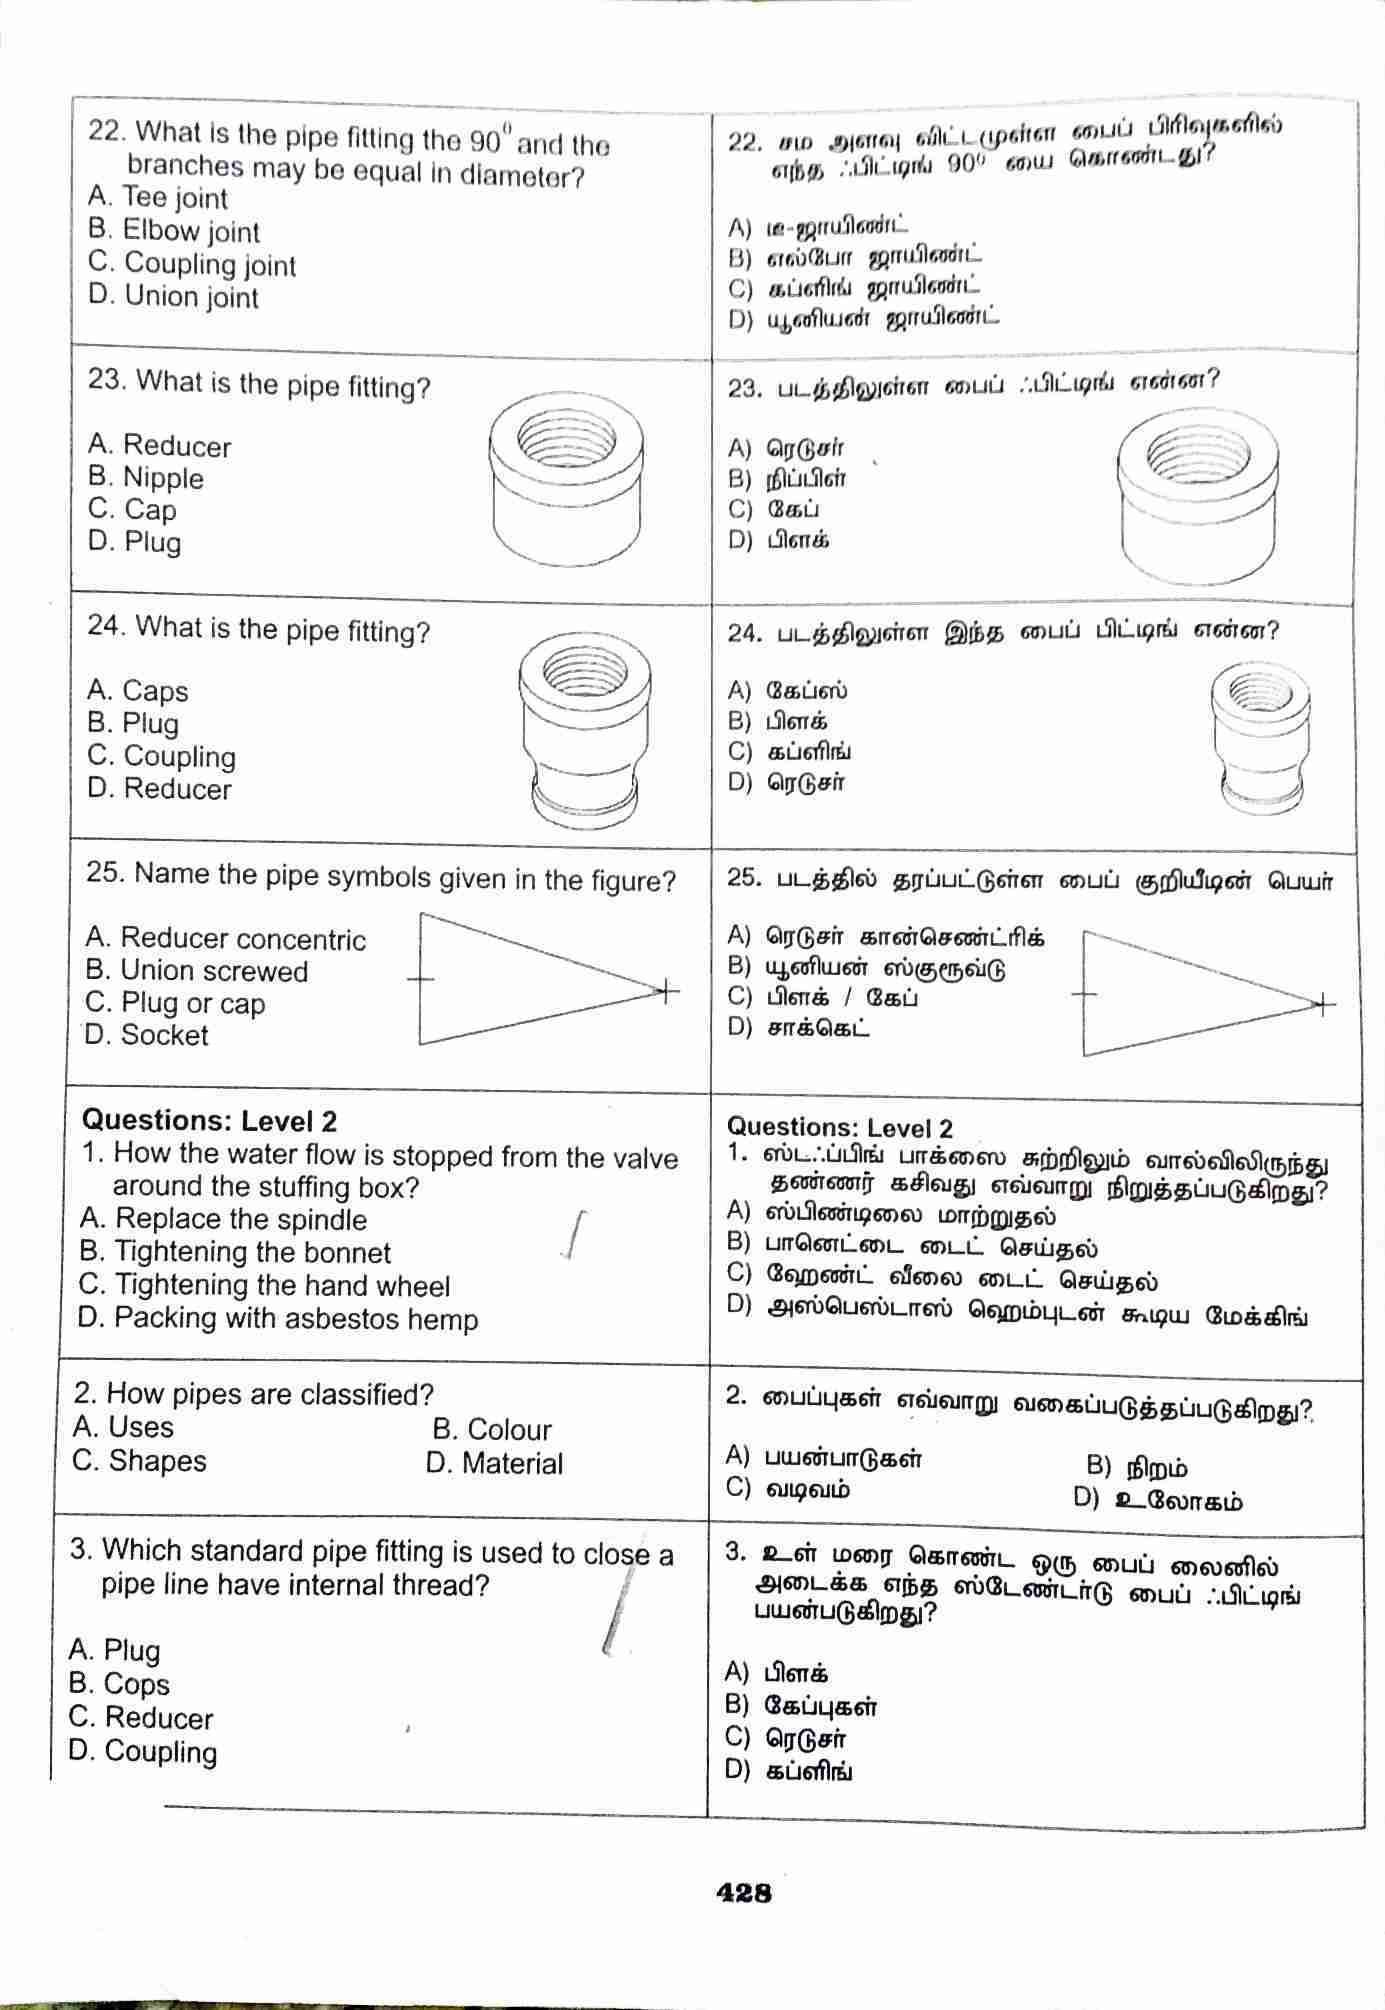 22. What is the pipe fitting the 90⁰ and the
branches may be equal in diameter?
A. Tee joint
B. Elbow joint
C. Coupling joint
D. Union joint
22. சம அளவு விட்டமுள்ள பைப் பிரிவுகளில்
எந்த ஃபிட்டிங் 90⁰ யை கொண்டது?
A) டீ-ஜாயிண்ட்
B) எல்போ ஜாயிண்ட்
C) கப்ளிங் ஜாயிண்ட்
D) யூனியன் ஜாயிண்ட்
23. What is the pipe fitting?
A. Reducer
B. Nipple
C. Cap
D. Plug
23. படத்திலுள்ள பைப் ஃபிட்டிங் என்ன?
A) ரெடுசர்
B) நிப்பிள்
C) கேப்
D) பிளக்
24. What is the pipe fitting?
A. Caps
B. Plug
C. Coupling
D. Reducer
24. படத்திலுள்ள இந்த பைப் பிட்டிங் என்ன?
A) கேப்ஸ்
B) பிளக்
C) கப்ளிங்
D) ரெடுசர்
25. Name the pipe symbols given in the figure?
A. Reducer concentric
B. Union screwed
C. Plug or cap
D. Socket
25. படத்தில் தரப்பட்டுள்ள பைப் குறியீடின் பெயர்
A) ரெடுசர் கான்செண்ட்ரிக்
B) யூனியன் ஸ்குரூவ்டு
C) பிளக் / கேப்
D) சாக்கெட்
Questions: Level 2
1. How the water flow is stopped from the valve
around the stuffing box?
A. Replace the spindle
B. Tightening the bonnet
C. Tightening the hand wheel
D. Packing with asbestos hemp
Questions: Level 2
1. ஸ்டஃப்பிங் பாக்ஸை சுற்றிலும் வால்விலிருந்து
தண்ணர் கசிவது எவ்வாறு நிறுத்தப்படுகிறது?
A) ஸ்பிண்டிலை மாற்றுதல்
B) பானெட்டை டைட் செய்தல்
C) ஹேண்ட் வீலை டைட் செய்தல்
D) அஸ்பெஸ்டாஸ் ஹெம்புடன் கூடிய மேக்கிங்
2. How pipes are classified?
A. Uses B. Colour
C. Shapes D. Material
2. பைப்புகள் எவ்வாறு வகைப்படுத்தப்படுகிறது?
A) பயன்பாடுகள் B) நிறம்
C) வடிவம் D) உலோகம்
3. Which standard pipe fitting is used to close a
pipe line have internal thread?
A. Plug
B. Cops
C. Reducer
D. Coupling
3. உள் மரை கொண்ட ஒரு பைப் லைனில்
அடைக்க எந்த ஸ்டேண்டர்டு பைப் ஃபிட்டிங்
பயன்படுகிறது?
A) பிளக்
B) கேப்புகள்
C) ரெடுசர்
D) கப்ளிங்
428